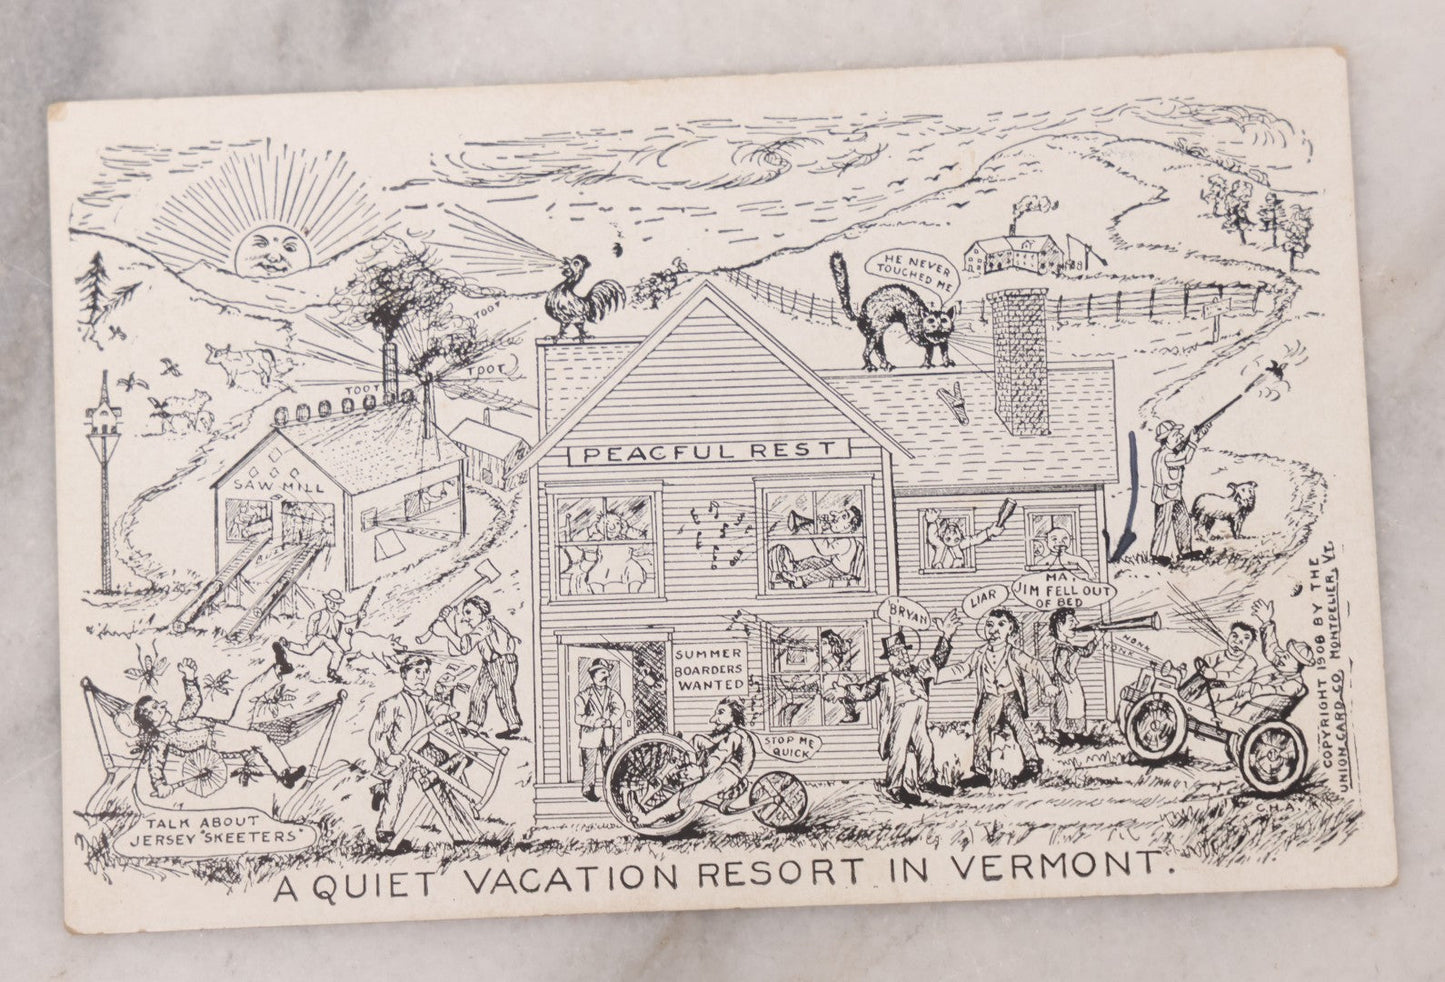 HE NEVER
TOUCHED ME
TOOT
TOOT
TOOT
PEACFUL REST
SAW MILL
SUMMER
BOARDERS
WANTED
BRYAN
LIAR
MA,
JIM FELL OUT
OF BED
HONK
HONK
STOP ME
QUICK
TALK ABOUT
JERSEY "SKEETERS"
C.H.A.
COPYRIGHT 1908 BY THE
UNION CARD CO. MONTPELIER, VT.
A QUIET VACATION RESORT IN VERMONT.